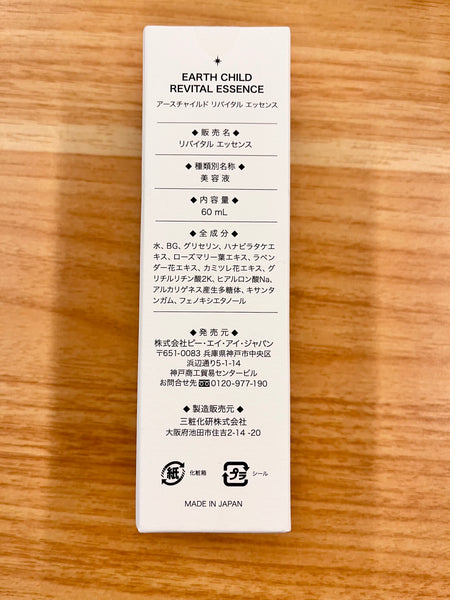 EARTH CHILD
REVITAL ESSENCE
アースチャイルド リバイタル エッセンス
◆ 販 売 名 ◆
リバイタル エッセンス
◆ 種類別名称 ◆
美 容 液
◆ 内 容 量 ◆
60 mL
◆ 全 成 分 ◆
水、BG、グリセリン、ハナビラタケエ
キス、ローズマリー葉エキス、ラベン
ダー花エキス、カミツレ花エキス、グ
リチルリチン酸2K、ヒアルロン酸Na、
アルカリゲネス産生多糖体、キサンタ
ンガム、フェノキシエタノール
◆ 発 売 元 ◆
株式会社ビー・エイ・アイ・ジャパン
〒651-0083 兵庫県神戸市中央区
浜辺通り5-1-14
神戸商工貿易センタービル
お問合せ先 0120-977-190
◆ 製造販売元 ◆
三粧化研株式会社
大阪府池田市住吉2-14 -20
紙 化粧箱
プラ シール
MADE IN JAPAN